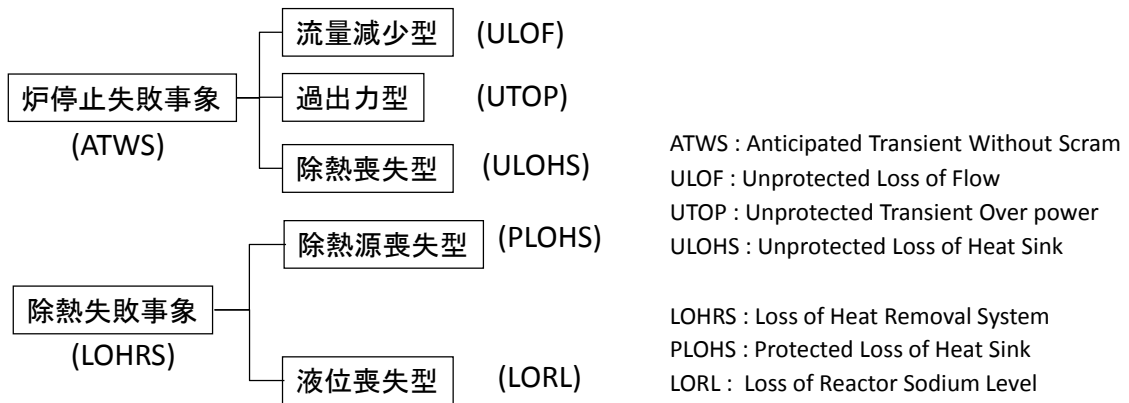 流量減少型 (ULOF)
炉停止失敗事象
(ATWS)
過出力型 (UTOP)
除熱喪失型 (ULOHS)
除熱源喪失型 (PLOHS)
除熱失敗事象
(LOHRS)
液位喪失型 (LORL)
ATWS : Anticipated Transient Without Scram
ULOF : Unprotected Loss of Flow
UTOP : Unprotected Transient Over power
ULOHS : Unprotected Loss of Heat Sink
LOHRS : Loss of Heat Removal System
PLOHS : Protected Loss of Heat Sink
LORL : Loss of Reactor Sodium Level